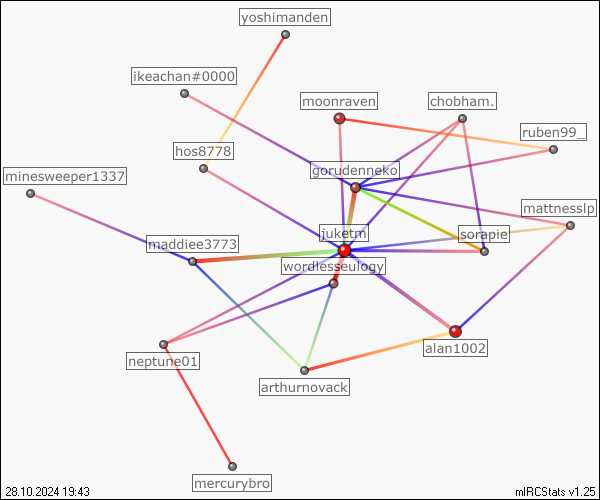 yoshimanden
ikeachan#0000
moonraven
chobham.
ruben99_
hos8778
gorudenneko
minesweeper1337
mattnesslp
juketm
sorapie
maddiee3773
wordlesseulogy
alan1002
neptune01
arthurnovack
mercurybro
28.10.2024 19:43
mIRCStats v1.25